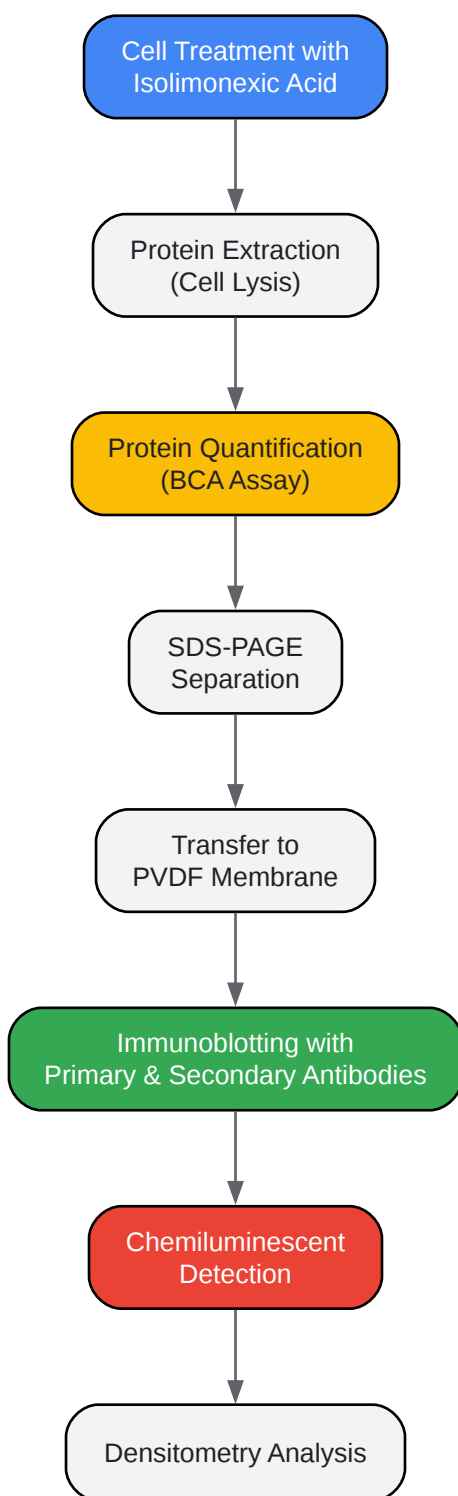 Cell Treatment with
Isolimonexic Acid
Protein Extraction
(Cell Lysis)
Protein Quantification
(BCA Assay)
SDS-PAGE
Separation
Transfer to
PVDF Membrane
Immunoblotting with
Primary & Secondary Antibodies
Chemiluminescent
Detection
Densitometry Analysis